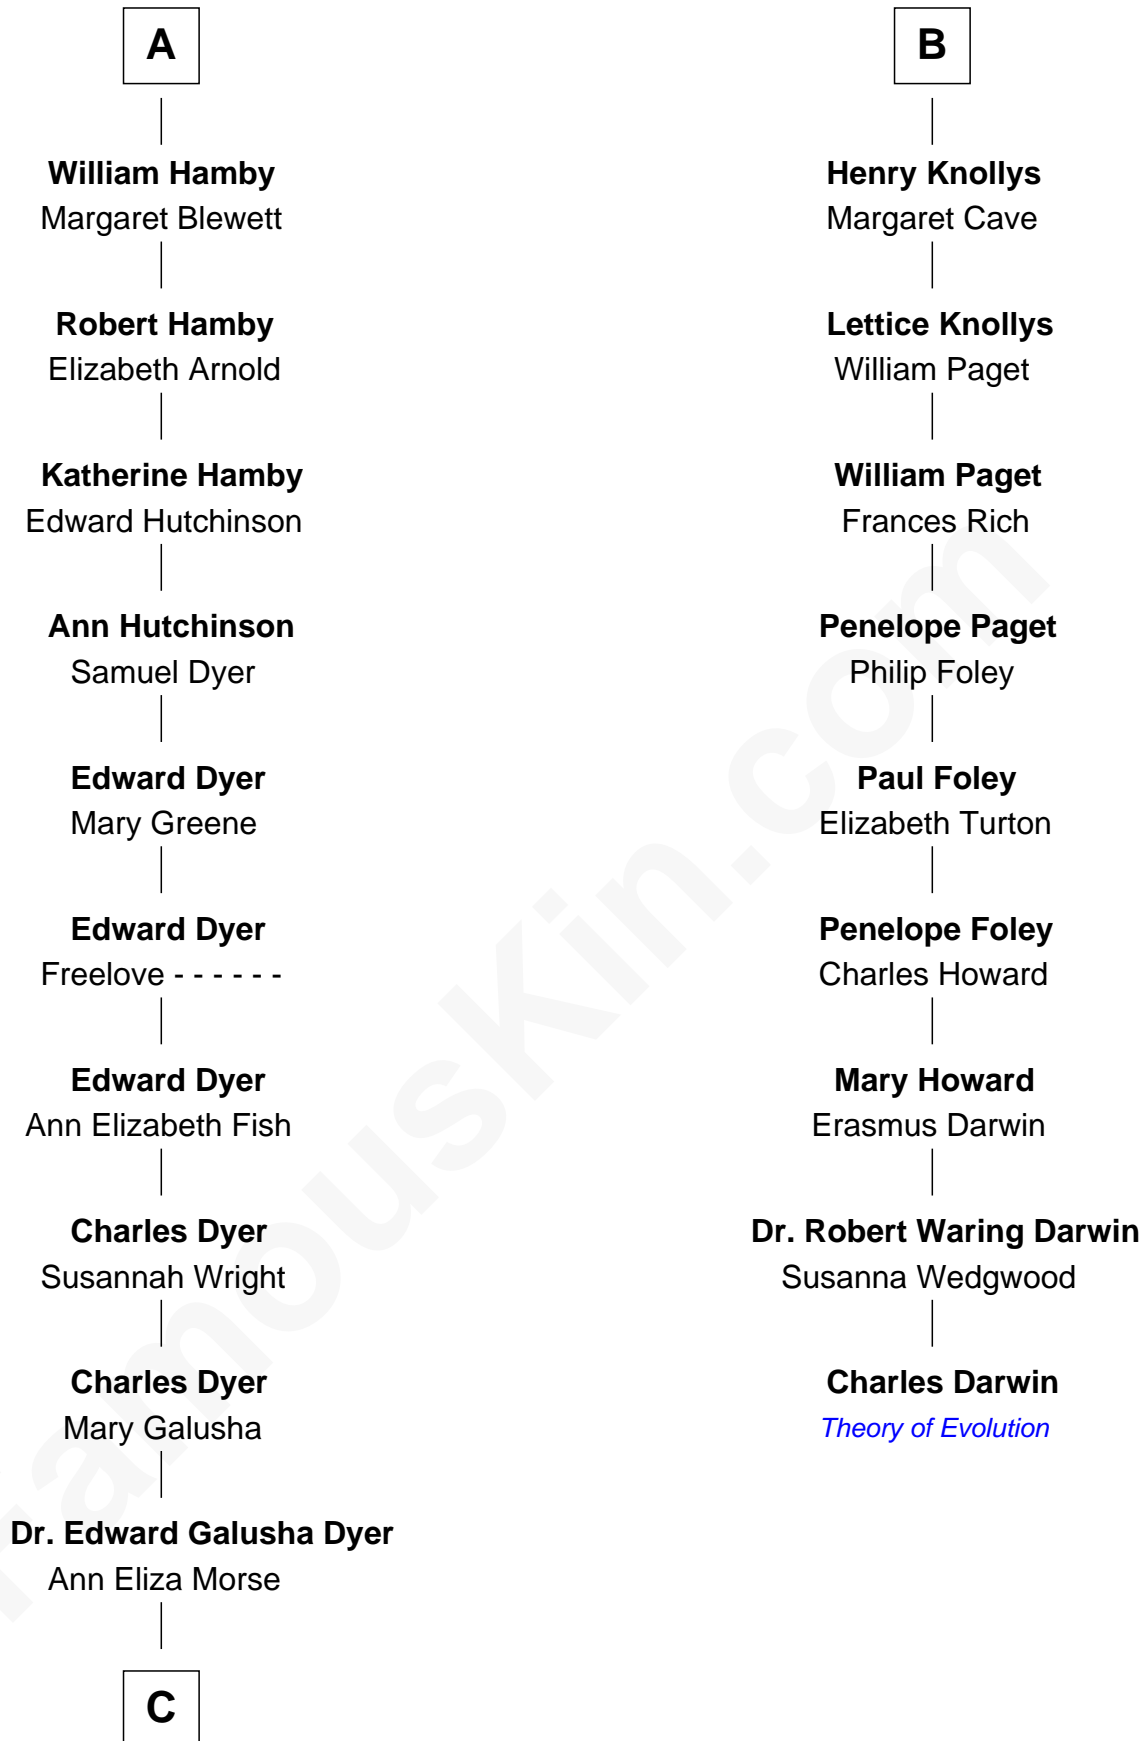 A
William Hamby
Margaret Blewett
Robert Hamby
Elizabeth Arnold
Katherine Hamby
Edward Hutchinson
Ann Hutchinson
Samuel Dyer
Edward Dyer
Mary Greene
Edward Dyer
Freelove - - - - - -
Edward Dyer
Ann Elizabeth Fish
Charles Dyer
Susannah Wright
Charles Dyer
Mary Galusha
Dr. Edward Galusha Dyer
Ann Eliza Morse
C
B
Henry Knollys
Margaret Cave
Lettice Knollys
William Paget
William Paget
Frances Rich
Penelope Paget
Philip Foley
Paul Foley
Elizabeth Turton
Penelope Foley
Charles Howard
Mary Howard
Erasmus Darwin
Dr. Robert Waring Darwin
Susanna Wedgwood
Charles Darwin
Theory of Evolution
FamousKin.com